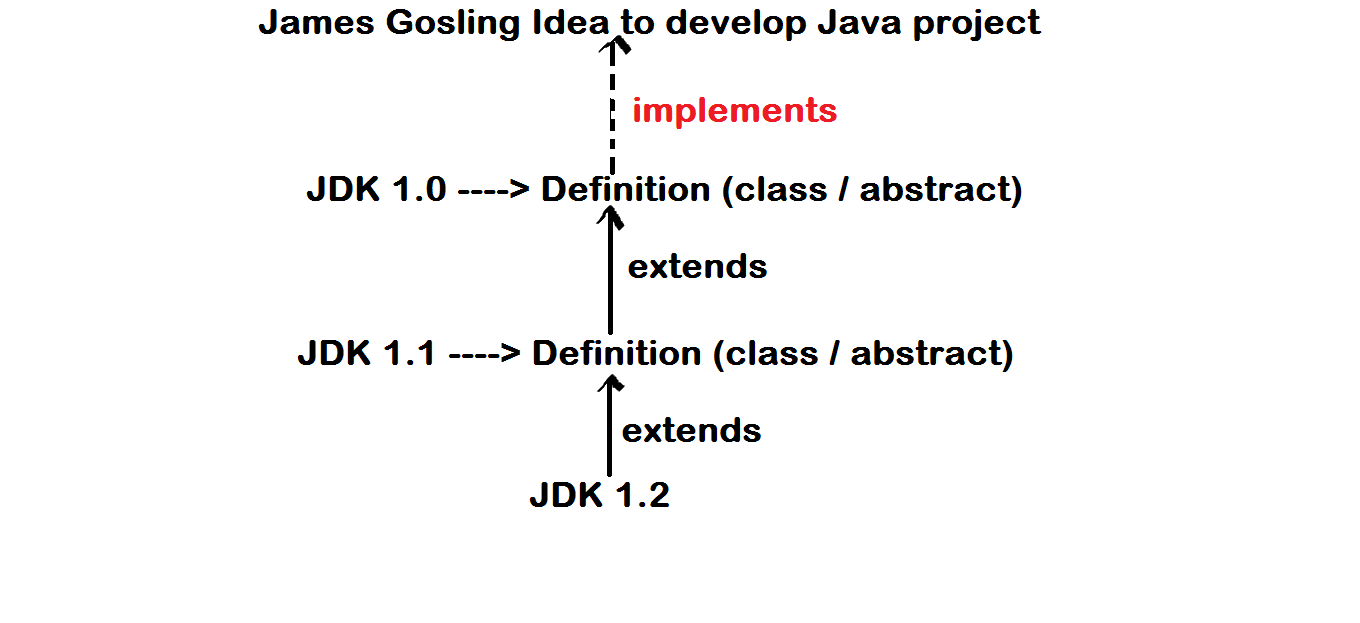 James Gosling Idea to develop Java project
implements
JDK 1.0 ----> Definition (class / abstract)
extends
JDK 1.1 ----> Definition (class / abstract)
extends
JDK 1.2